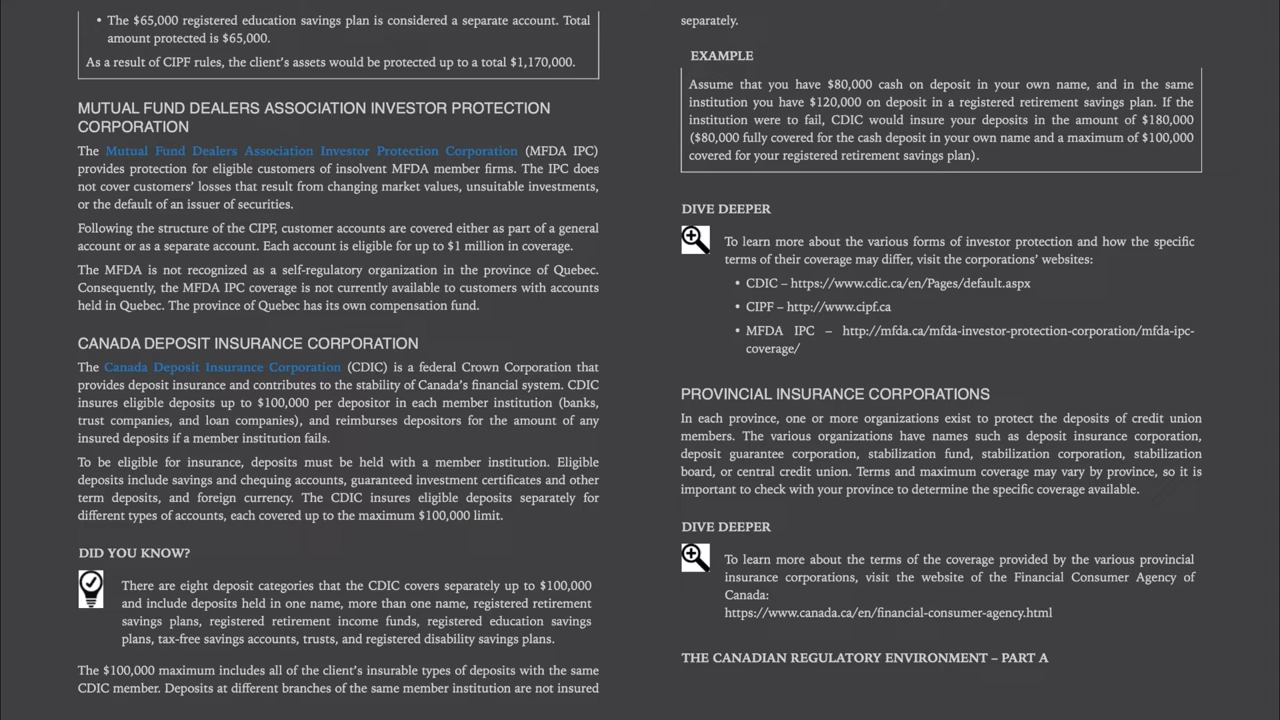 • The $65,000 registered education savings plan is considered a separate account. Total
amount protected is $65,000.
As a result of CIPF rules, the client's assets would be protected up to a total $1,170,000.
MUTUAL FUND DEALERS ASSOCIATION INVESTOR PROTECTION
CORPORATION
The Mutual Fund Dealers Association Investor Protection Corporation (MFDA IPC)
provides protection for eligible customers of insolvent MFDA member firms. The IPC does
not cover customers' losses that result from changing market values, unsuitable investments,
or the default of an issuer of securities.
Following the structure of the CIPF, customer accounts are covered either as part of a general
account or as a separate account. Each account is eligible for up to $1 million in coverage.
The MFDA is not recognized as a self-regulatory organization in the province of Quebec.
Consequently, the MFDA IPC coverage is not currently available to customers with accounts
held in Quebec. The province of Quebec has its own compensation fund.
CANADA DEPOSIT INSURANCE CORPORATION
The Canada Deposit Insurance Corporation (CDIC) is a federal Crown Corporation that
provides deposit insurance and contributes to the stability of Canada's financial system. CDIC
insures eligible deposits up to $100,000 per depositor in each member institution (banks,
trust companies, and loan companies), and reimburses depositors for the amount of any
insured deposits if a member institution fails.
To be eligible for insurance, deposits must be held with a member institution. Eligible
deposits include savings and chequing accounts, guaranteed investment certificates and other
term deposits, and foreign currency. The CDIC insures eligible deposits separately for
different types of accounts, each covered up to the maximum $100,000 limit.
DID YOU KNOW?
There are eight deposit categories that the CDIC covers separately up to $100,000
and include deposits held in one name, more than one name, registered retirement
savings plans, registered retirement income funds, registered education savings
plans, tax-free savings accounts, trusts, and registered disability savings plans.
The $100,000 maximum includes all of the client's insurable types of deposits with the same
CDIC member. Deposits at different branches of the same member institution are not insured
separately.
EXAMPLE
Assume that you have $80,000 cash on deposit in your own name, and in the same
institution you have $120,000 on deposit in a registered retirement savings plan. If the
institution were to fail, CDIC would insure your deposits in the amount of $180,000
($80,000 fully covered for the cash deposit in your own name and a maximum of $100,000
covered for your registered retirement savings plan).
DIVE DEEPER
To learn more about the various forms of investor protection and how the specific
terms of their coverage may differ, visit the corporations' websites:
• CDIC – https://www.cdic.ca/en/Pages/default.aspx
• CIPF – http://www.cipf.ca
• MFDA IPC – http://mfda.ca/mfda-investor-protection-corporation/mfda-ipc-
coverage/
PROVINCIAL INSURANCE CORPORATIONS
In each province, one or more organizations exist to protect the deposits of credit union
members. The various organizations have names such as deposit insurance corporation,
deposit guarantee corporation, stabilization fund, stabilization corporation, stabilization
board, or central credit union. Terms and maximum coverage may vary by province, so it is
important to check with your province to determine the specific coverage available.
DIVE DEEPER
To learn more about the terms of the coverage provided by the various provincial
insurance corporations, visit the website of the Financial Consumer Agency of
Canada:
https://www.canada.ca/en/financial-consumer-agency.html
THE CANADIAN REGULATORY ENVIRONMENT – PART A